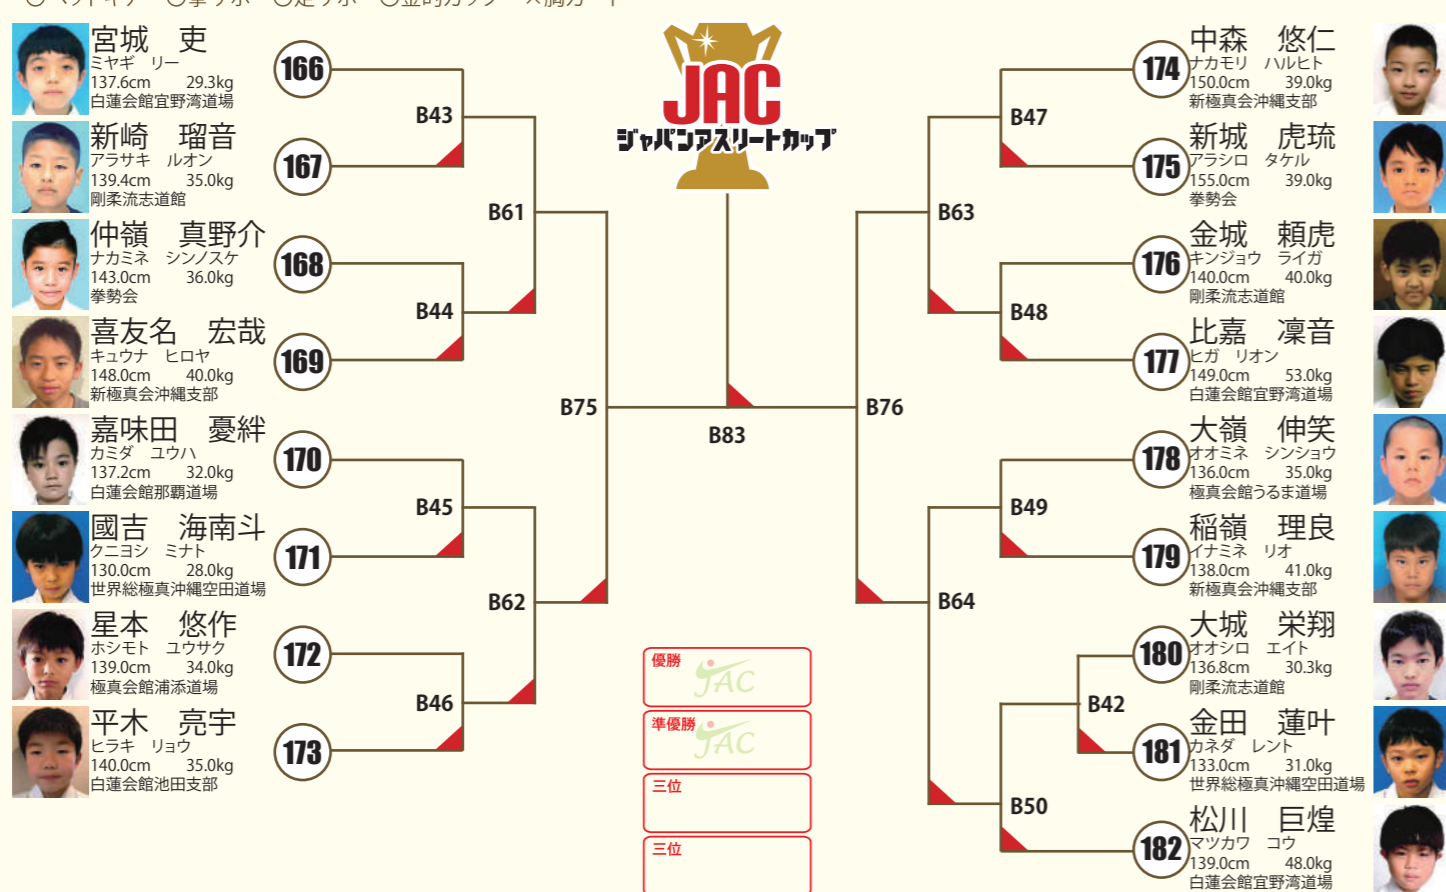 宮城 吏
ミヤギ リー
137.6cm 29.3kg
白蓮会館宜野湾道場
166
新崎 瑠音
アラサキ ルオン
139.4cm 35.0kg
剛柔流志道館
167
仲嶺 真野介
ナカミネ シンノスケ
143.0cm 36.0kg
拳勢会
168
喜友名 宏哉
キュウナ ヒロヤ
148.0cm 40.0kg
新極真会沖縄支部
169
嘉味田 憂絆
カミダ ユウハ
137.2cm 32.0kg
白蓮会館那覇道場
170
國吉 海南斗
クニヨシ ミナト
130.0cm 28.0kg
世界総極真沖縄空田道場
171
星本 悠作
ホシモト ユウサク
139.0cm 34.0kg
極真会館浦添道場
172
平木 亮宇
ヒラキ リョウ
140.0cm 35.0kg
白蓮会館池田支部
173
B43
B44
B45
B46
B61
B62
B75
JAC
ジャパンアスリートカップ
B83
優勝
JAC
準優勝
JAC
三位
三位
B76
B63
B64
B47
B48
B49
B50
B42
174
中森 悠仁
ナカモリ ハルヒト
150.0cm 39.0kg
新極真会沖縄支部
175
新城 虎琉
アラシロ タケル
155.0cm 39.0kg
拳勢会
176
金城 頼虎
キンジョウ ライガ
140.0cm 40.0kg
剛柔流志道館
177
比嘉 凜音
ヒガ リオン
149.0cm 53.0kg
白蓮会館宜野湾道場
178
大嶺 伸笑
オオミネ シンショウ
136.0cm 35.0kg
極真会館うるま道場
179
稲嶺 理良
イナミネ リオ
138.0cm 41.0kg
新極真会沖縄支部
180
大城 栄翔
オオシロ エイト
136.8cm 30.3kg
剛柔流志道館
181
金田 蓮叶
カネダ レント
133.0cm 31.0kg
世界総極真沖縄空田道場
182
松川 巨煌
マツカワ コウ
139.0cm 48.0kg
白蓮会館宜野湾道場